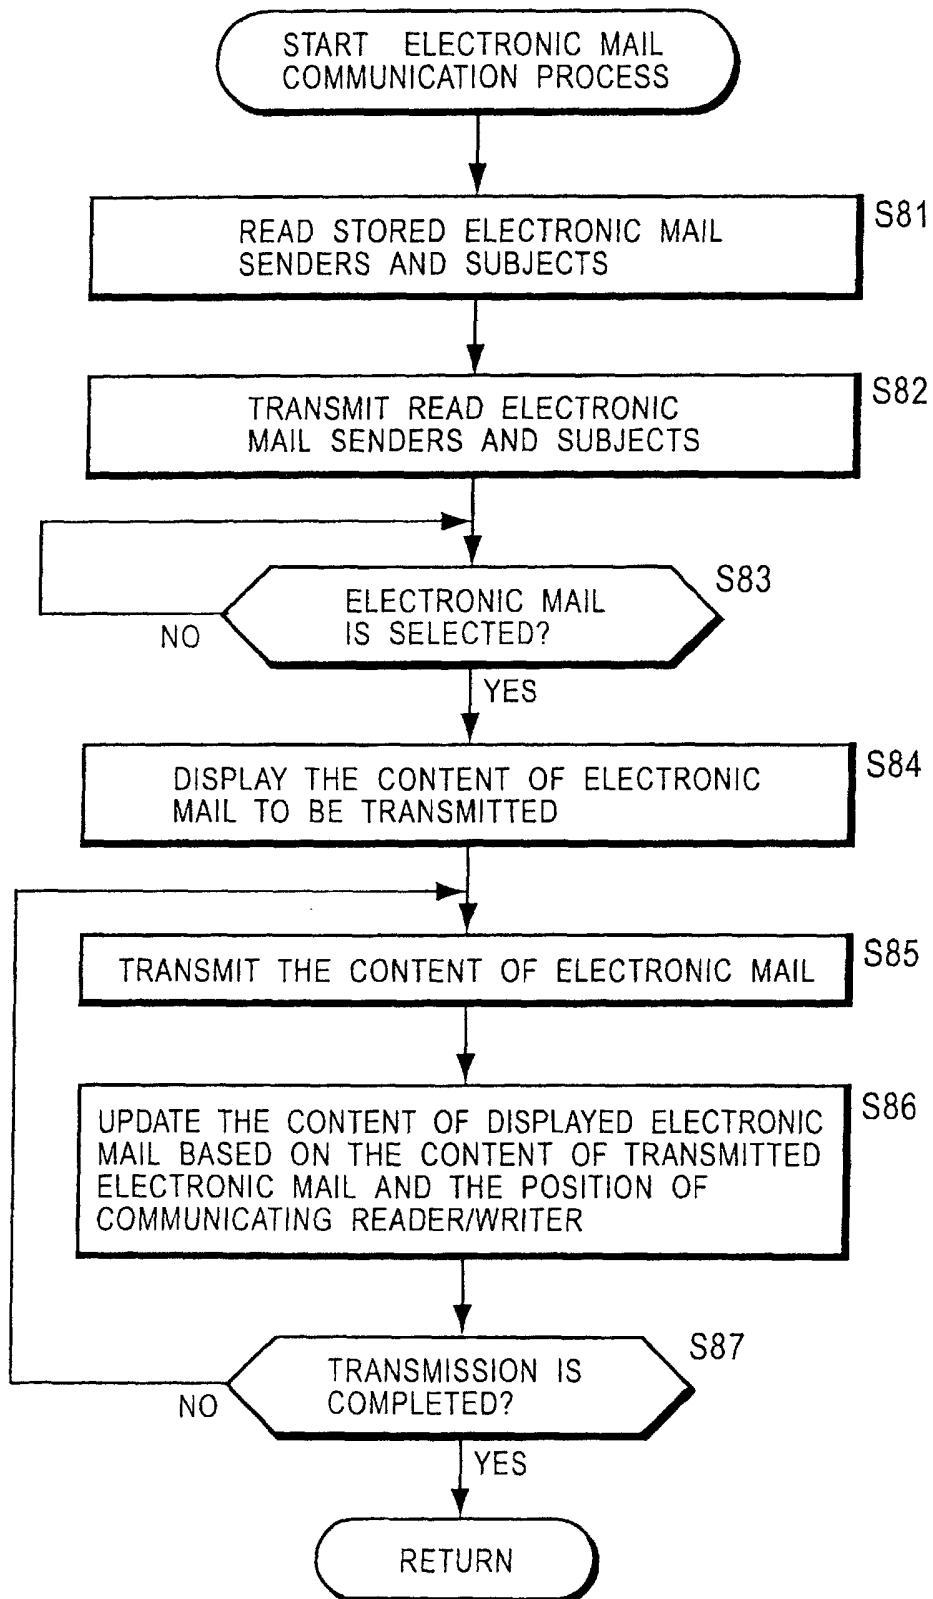 START ELECTRONIC MAIL
COMMUNICATION PROCESS
READ STORED ELECTRONIC MAIL
SENDERS AND SUBJECTS
S81
TRANSMIT READ ELECTRONIC
MAIL SENDERS AND SUBJECTS
S82
ELECTRONIC MAIL
IS SELECTED?
S83
NO
YES
DISPLAY THE CONTENT OF ELECTRONIC
MAIL TO BE TRANSMITTED
S84
TRANSMIT THE CONTENT OF ELECTRONIC MAIL
S85
UPDATE THE CONTENT OF DISPLAYED ELECTRONIC
MAIL BASED ON THE CONTENT OF TRANSMITTED
ELECTRONIC MAIL AND THE POSITION OF
COMMUNICATING READER/WRITER
S86
TRANSMISSION IS
COMPLETED?
S87
NO
YES
RETURN